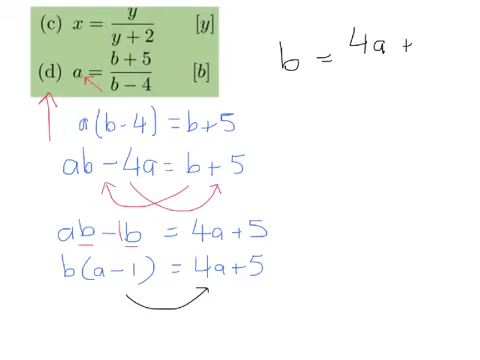 (c) x = y / (y + 2) [y]
(d) a = (b + 5) / (b − 4) [b]
b = 4a +
a(b - 4) = b + 5
ab - 4a = b + 5
ab - 1b = 4a + 5
b(a - 1) = 4a + 5